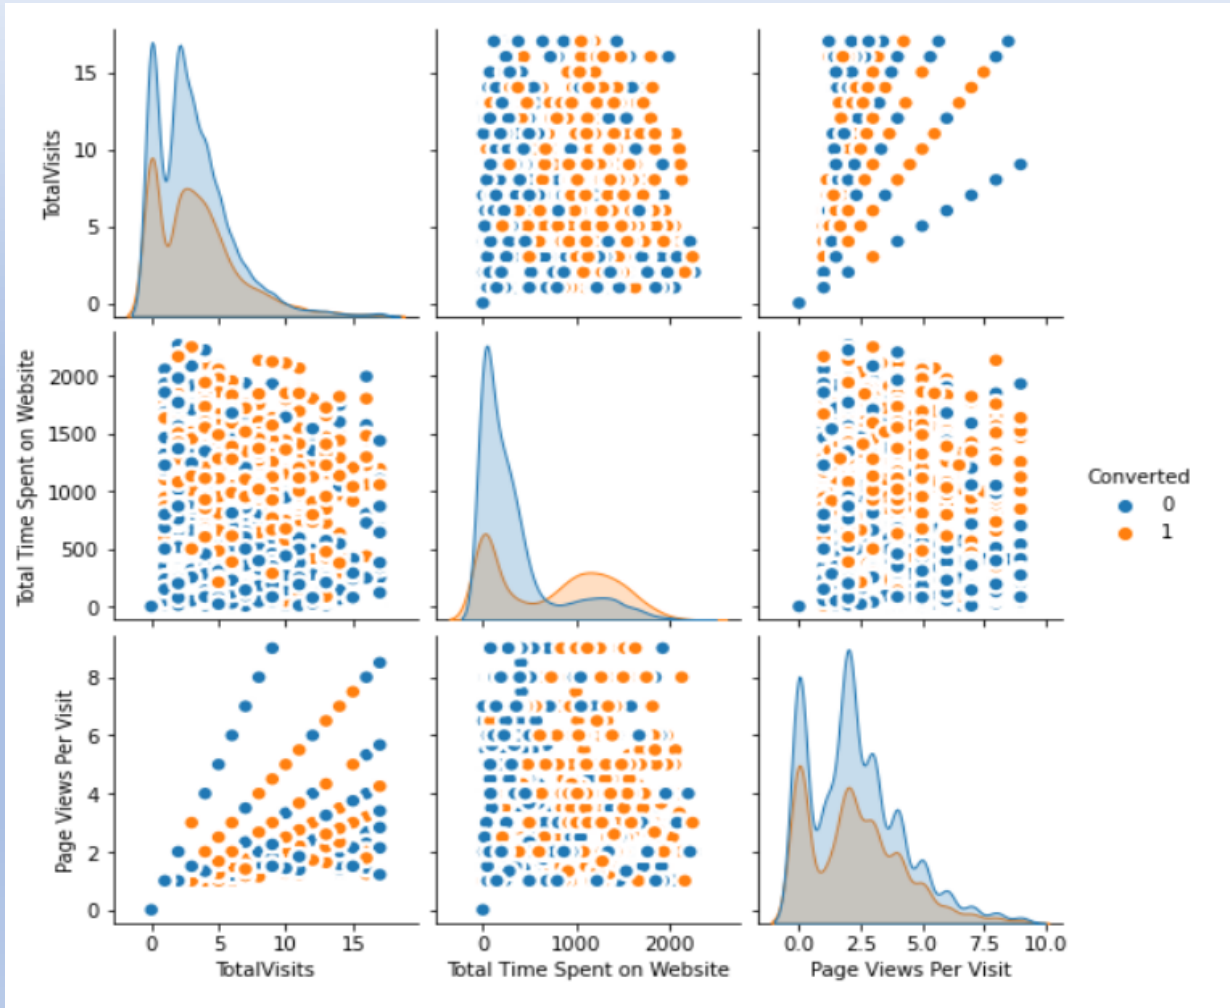 TotalVisits
15
10
5
0
Total Time Spent on Website
2000
1500
1000
500
0
Converted
0
1
Page Views Per Visit
8
6
4
2
0
0 5 10 15
0 1000 2000
0.0 2.5 5.0 7.5 10.0
TotalVisits
Total Time Spent on Website
Page Views Per Visit